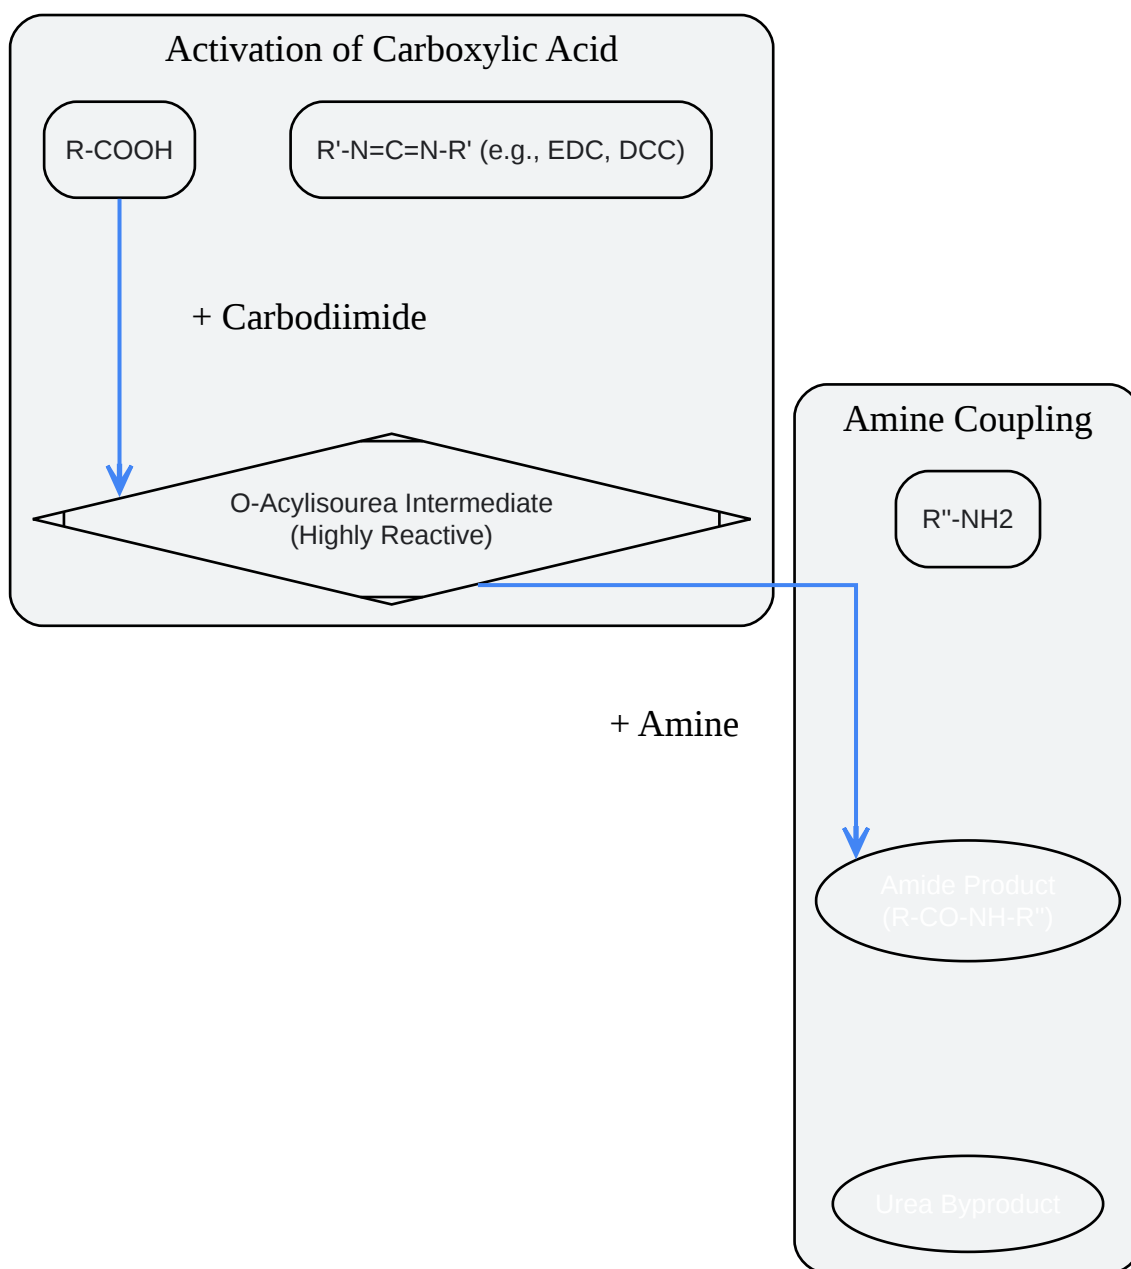 Activation of Carboxylic Acid
R-COOH
R'-N=C=N-R' (e.g., EDC, DCC)
+ Carbodiimide
O-Acylisourea Intermediate
(Highly Reactive)
Amine Coupling
R"-NH2
+ Amine
Amide Product
(R-CO-NH-R")
Urea Byproduct